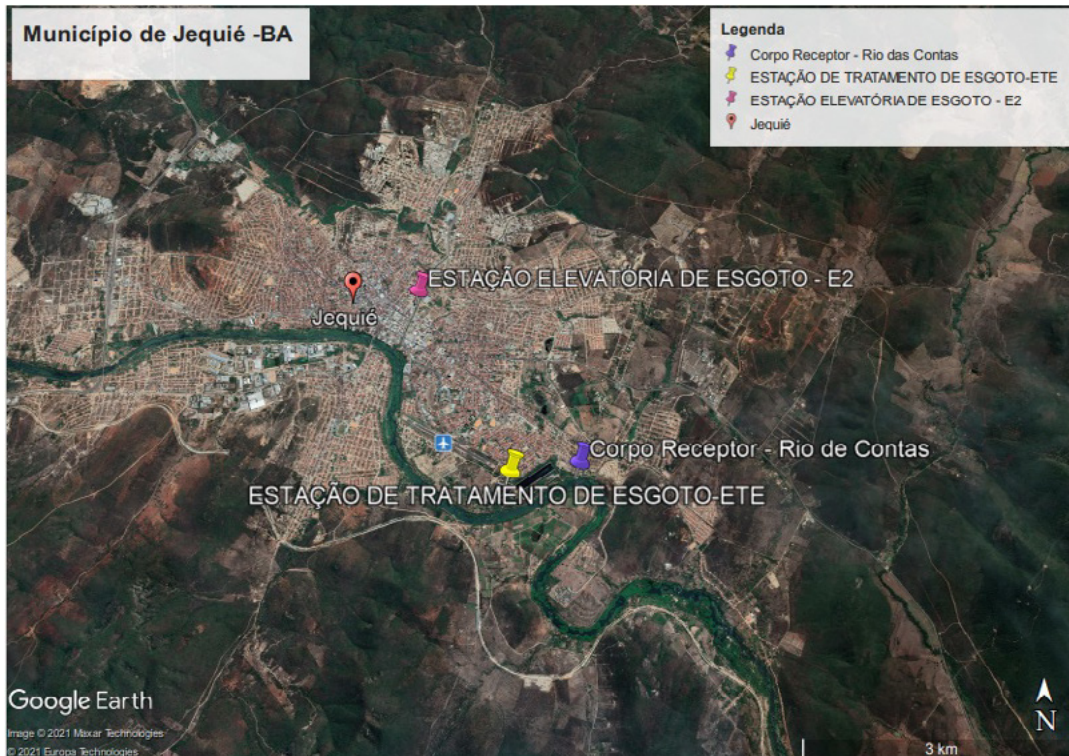 Município de Jequié -BA
Legenda
Corpo Receptor - Rio das Contas
ESTAÇÃO DE TRATAMENTO DE ESGOTO-ETE
ESTAÇÃO ELEVATÓRIA DE ESGOTO - E2
Jequié
ESTAÇÃO ELEVATÓRIA DE ESGOTO - E2
Jequié
Corpo Receptor - Rio de Contas
ESTAÇÃO DE TRATAMENTO DE ESGOTO-ETE
Google Earth
Image © 2021 Maxar Technologies
© 2021 Europa Technologies
N
3 km